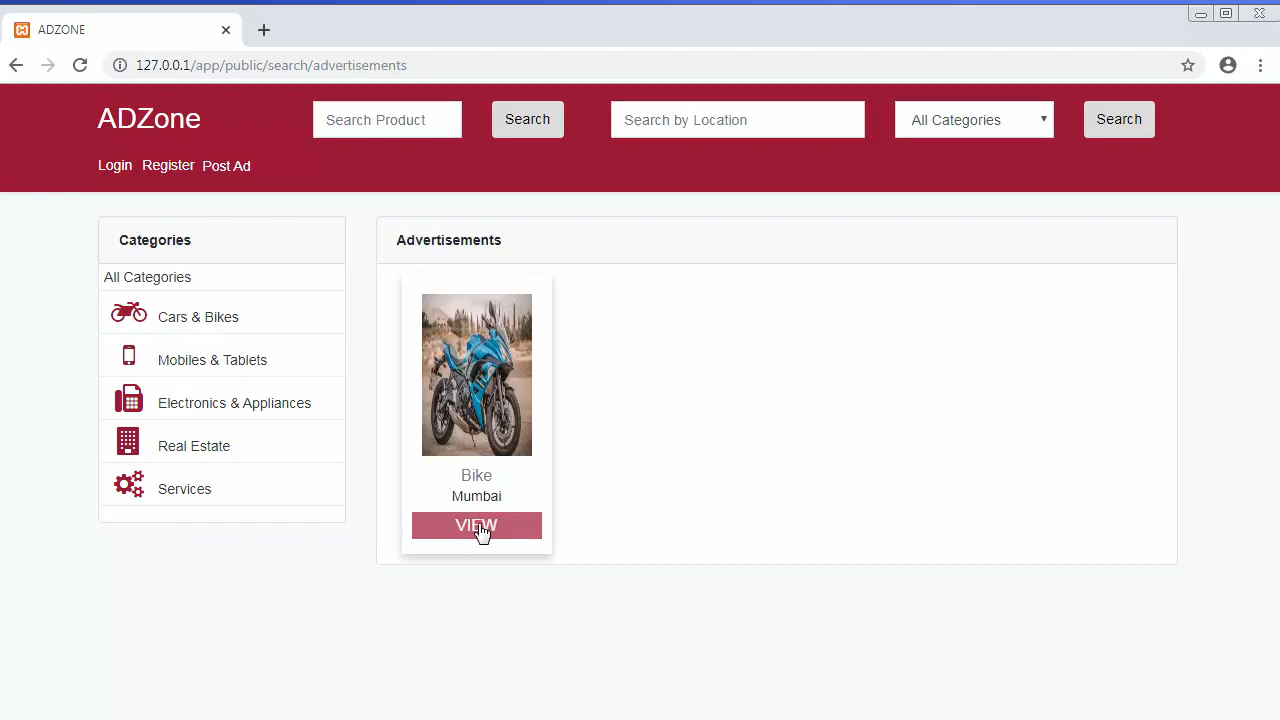 ADZONE
127.0.0.1/app/public/search/advertisements
ADZone
Search Product
Search
Search by Location
All Categories
Search
Login Register Post Ad
Categories
All Categories
Cars & Bikes
Mobiles & Tablets
Electronics & Appliances
Real Estate
Services
Advertisements
Bike
Mumbai
VIEW